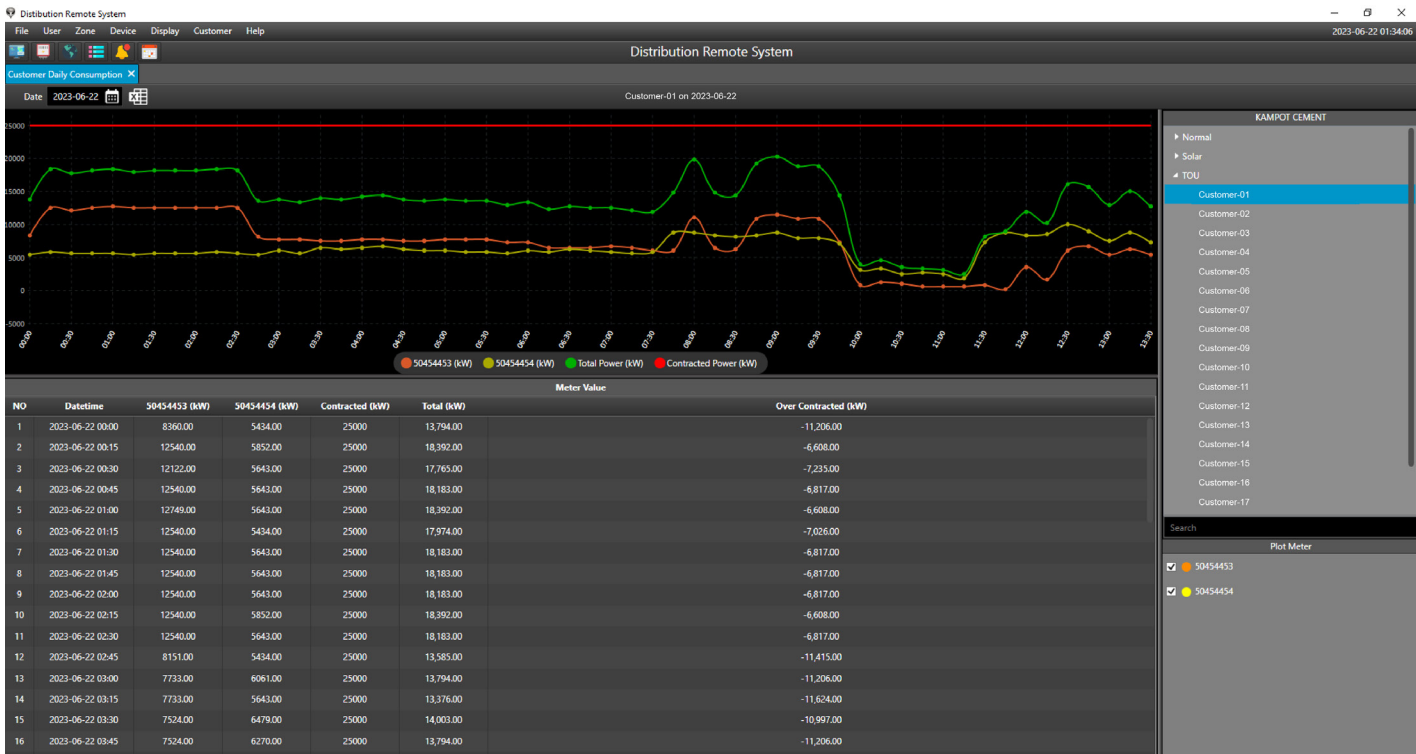 Distibution Remote System
File User Zone Device Display Customer Help 2023-06-22 01:34:06
Distribution Remote System
Customer Daily Consumption
Date 2023-06-22 Customer-01 on 2023-06-22
25000
20000
15000
10000
5000
0
-5000
00:00 00:30 01:00 01:30 02:00 02:30 03:00 03:30 04:00 04:30 05:00 05:30 06:00 06:30 07:00 07:30 08:00 08:30 09:00 09:30 10:00 10:30 11:00 11:30 12:00 12:30 13:00 13:30
50454453 (kW) 50454454 (kW) Total Power (kW) Contracted Power (kW)
Meter Value
NO Datetime 50454453 (kW) 50454454 (kW) Contracted (kW) Total (kW) Over Contracted (kW)
1 2023-06-22 00:00 8360.00 5434.00 25000 13,794.00 -11,206.00
2 2023-06-22 00:15 12540.00 5852.00 25000 18,392.00 -6,608.00
3 2023-06-22 00:30 12122.00 5643.00 25000 17,765.00 -7,235.00
4 2023-06-22 00:45 12540.00 5643.00 25000 18,183.00 -6,817.00
5 2023-06-22 01:00 12749.00 5643.00 25000 18,392.00 -6,608.00
6 2023-06-22 01:15 12540.00 5434.00 25000 17,974.00 -7,026.00
7 2023-06-22 01:30 12540.00 5643.00 25000 18,183.00 -6,817.00
8 2023-06-22 01:45 12540.00 5643.00 25000 18,183.00 -6,817.00
9 2023-06-22 02:00 12540.00 5643.00 25000 18,183.00 -6,817.00
10 2023-06-22 02:15 12540.00 5852.00 25000 18,392.00 -6,608.00
11 2023-06-22 02:30 12540.00 5643.00 25000 18,183.00 -6,817.00
12 2023-06-22 02:45 8151.00 5434.00 25000 13,585.00 -11,415.00
13 2023-06-22 03:00 7733.00 6061.00 25000 13,794.00 -11,206.00
14 2023-06-22 03:15 7733.00 5643.00 25000 13,376.00 -11,624.00
15 2023-06-22 03:30 7524.00 6479.00 25000 14,003.00 -10,997.00
16 2023-06-22 03:45 7524.00 6270.00 25000 13,794.00 -11,206.00
KAMPOT CEMENT
Normal
Solar
TOU
Customer-01
Customer-02
Customer-03
Customer-04
Customer-05
Customer-06
Customer-07
Customer-08
Customer-09
Customer-10
Customer-11
Customer-12
Customer-13
Customer-14
Customer-15
Customer-16
Customer-17
Search
Plot Meter
50454453
50454454